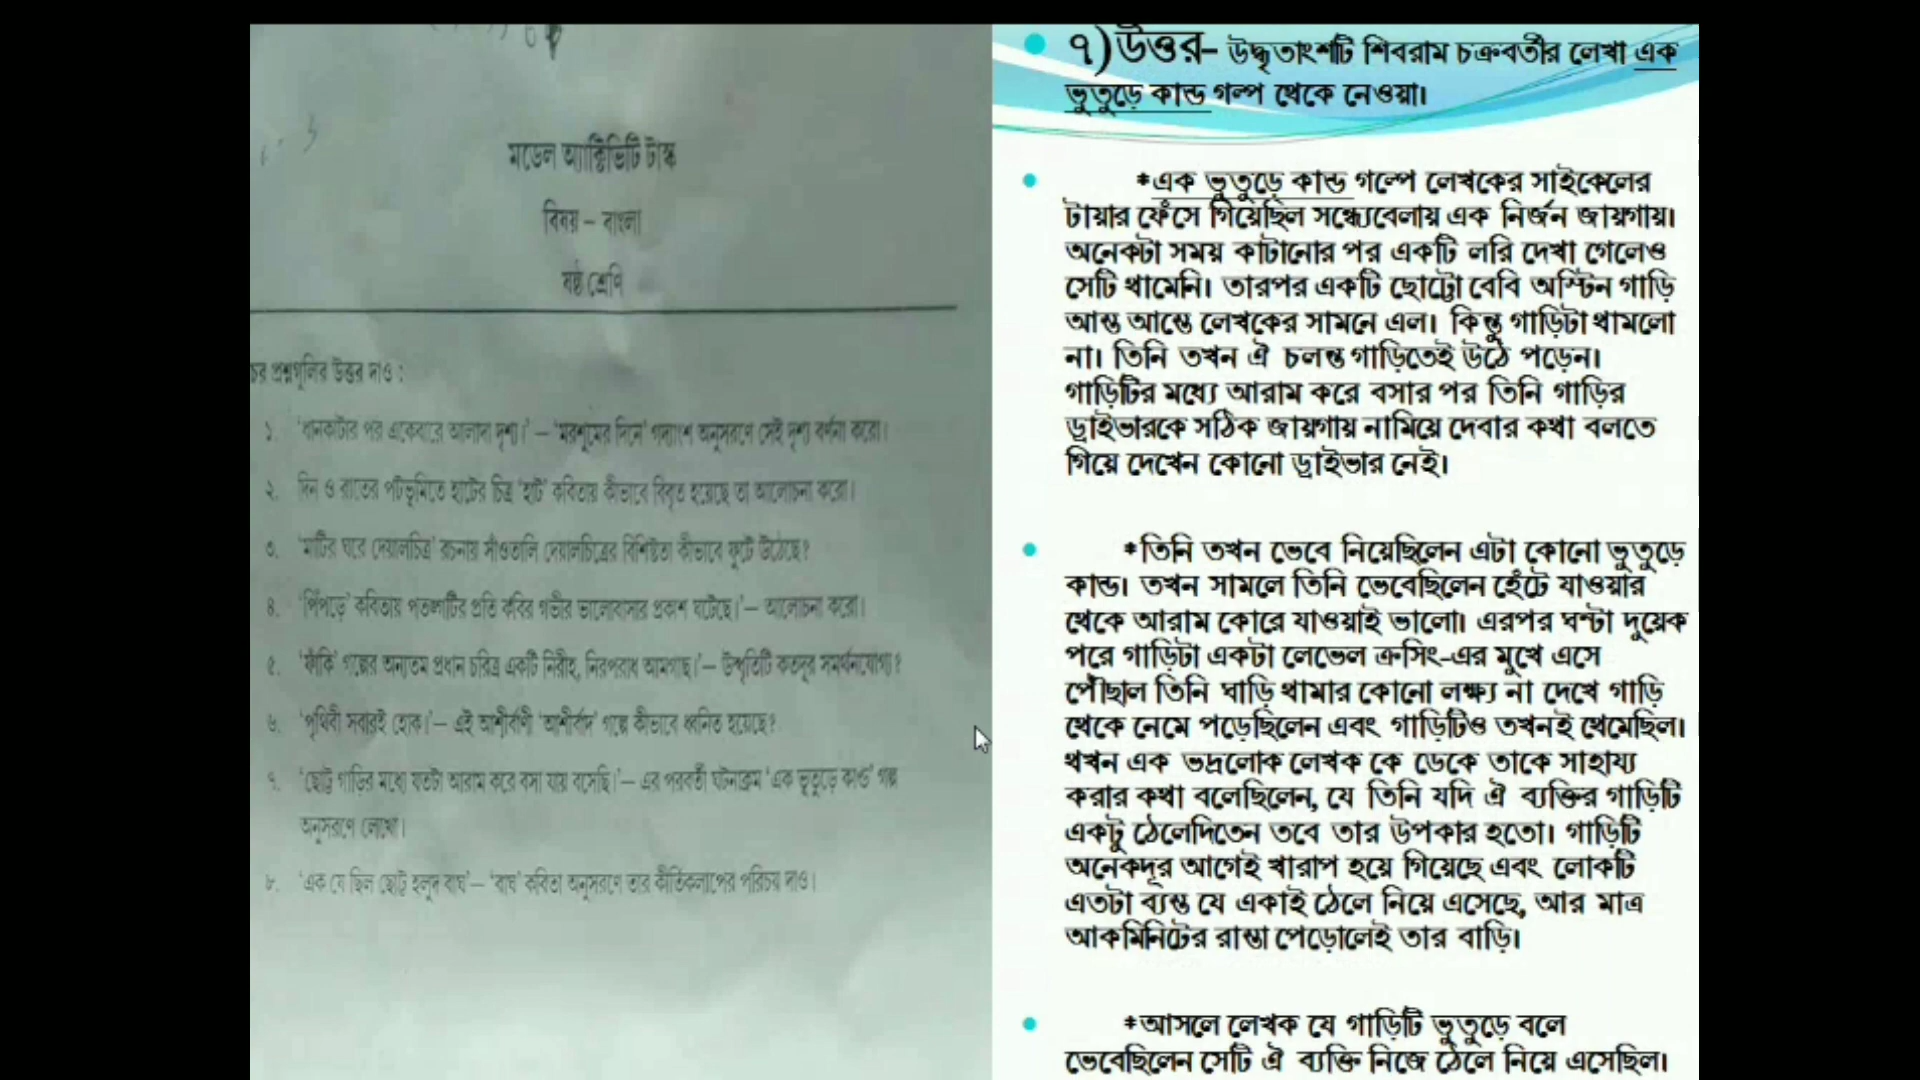 মডেল অ্যাক্টিভিটি টাস্ক
বিষয় – বাংলা
ষষ্ঠ শ্রেণি
চের প্রশ্নগুলির উত্তর দাও :
১. 'ধানকাটার পর একেবারে আলাদা দৃশ্য।' – 'মরশুমের দিনে' গদ্যাংশ অনুসরণে সেই দৃশ্য বর্ণনা করো।
২. দিন ও রাতের পটভূমিতে হাটের চিত্র 'হাট' কবিতায় কীভাবে বিবৃত হয়েছে তা আলোচনা করো।
৩. 'মাটির ঘরে দেয়ালচিত্র' রচনায় সাঁওতালি দেয়ালচিত্রের বিশিষ্টতা কীভাবে ফুটে উঠেছে?
৪. 'পিঁপড়ে' কবিতায় পতঙ্গটির প্রতি কবির গভীর ভালোবাসার প্রকাশ ঘটেছে।'– আলোচনা করো।
৫. 'ফাঁকি' গল্পের অন্যতম প্রধান চরিত্র একটি নিরীহ, নিরপরাধ আমগাছ।'– উদ্ধৃতিটি কতদূর সমর্থনযোগ্য?
৬. 'পৃথিবী সবারই হোক।'– এই আশীর্বাণী 'আশীর্বাদ' গল্পে কীভাবে ধ্বনিত হয়েছে?
৭. 'ছোট্ট গাড়ির মধ্যে যতটা আরাম করে বসা যায় বসেছি।'– এর পরবর্তী ঘটনাক্রম 'এক ভূতুড়ে কাণ্ড' গল্প
অনুসরণে লেখো।
৮. 'এক যে ছিল ছোট্ট হলুদ বাঘ'– 'বাঘ' কবিতা অনুসরণে তার কীর্তিকলাপের পরিচয় দাও।
৭)উত্তর– উদ্ধৃতাংশটি শিবরাম চক্রবর্তীর লেখা এক
ভুতুড়ে কান্ড গল্প থেকে নেওয়া।
*এক ভুতুড়ে কান্ড গল্পে লেখকের সাইকেলের
টায়ার ফেঁসে গিয়েছিল সন্ধ্যেবেলায় এক নির্জন জায়গায়।
অনেকটা সময় কাটানোর পর একটি লরি দেখা গেলেও
সেটি থামেনি। তারপর একটি ছোট্টো বেবি অস্টিন গাড়ি
আস্ত আস্তে লেখকের সামনে এল। কিন্তু গাড়িটা থামলো
না। তিনি তখন ঐ চলন্ত গাড়িতেই উঠে পড়েন।
গাড়িটির মধ্যে আরাম করে বসার পর তিনি গাড়ির
ড্রাইভারকে সঠিক জায়গায় নামিয়ে দেবার কথা বলতে
গিয়ে দেখেন কোনো ড্রাইভার নেই।
*তিনি তখন ভেবে নিয়েছিলেন এটা কোনো ভুতুড়ে
কান্ড। তখন সামলে তিনি ভেবেছিলেন হেঁটে যাওয়ার
থেকে আরাম কোরে যাওয়াই ভালো। এরপর ঘন্টা দুয়েক
পরে গাড়িটা একটা লেভেল ক্রসিং-এর মুখে এসে
পৌঁছাল তিনি ঘাড়ি থামার কোনো লক্ষ্য না দেখে গাড়ি
থেকে নেমে পড়েছিলেন এবং গাড়িটিও তখনই থেমেছিল।
থখন এক ভদ্রলোক লেখক কে ডেকে তাকে সাহায্য
করার কথা বলেছিলেন, যে তিনি যদি ঐ ব্যক্তির গাড়িটি
একটু ঠেলেদিতেন তবে তার উপকার হতো। গাড়িটি
অনেকদূর আগেই খারাপ হয়ে গিয়েছে এবং লোকটি
এতটা ব্যস্ত যে একাই ঠেলে নিয়ে এসেছে, আর মাত্র
আকমিনিটের রাস্তা পেড়োলেই তার বাড়ি।
*আসলে লেখক যে গাড়িটি ভুতুড়ে বলে
ভেবেছিলেন সেটি ঐ ব্যক্তি নিজে ঠেলে নিয়ে এসেছিল।